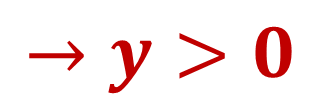 → y > 0